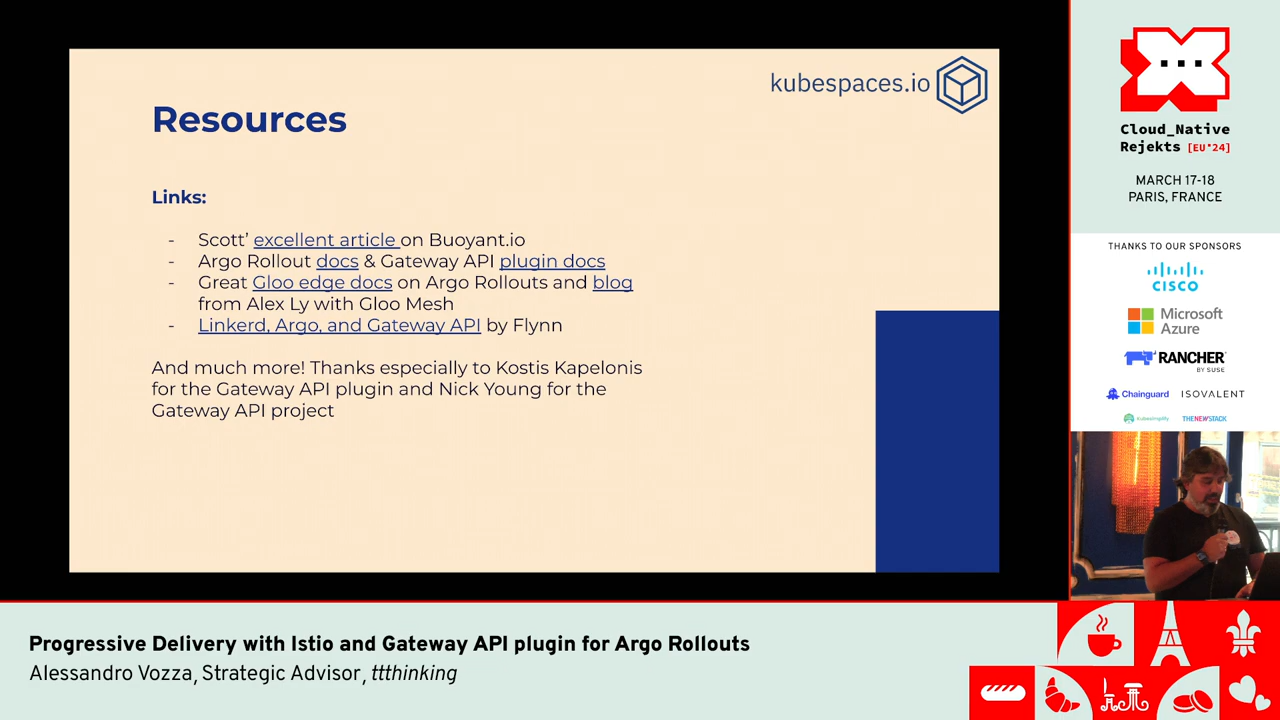 kubespaces.io
Resources
Links:
- Scott’ excellent article on Buoyant.io
- Argo Rollout docs & Gateway API plugin docs
- Great Gloo edge docs on Argo Rollouts and blog
from Alex Ly with Gloo Mesh
- Linkerd, Argo, and Gateway API by Flynn
And much more! Thanks especially to Kostis Kapelonis
for the Gateway API plugin and Nick Young for the
Gateway API project
Cloud_Native
Rejekts [EU'24]
MARCH 17-18
PARIS, FRANCE
THANKS TO OUR SPONSORS
CISCO
Microsoft
Azure
RANCHER
BY SUSE
Chainguard ISOVALENT
Kubesimplify THENEWSTACK
Progressive Delivery with Istio and Gateway API plugin for Argo Rollouts
Alessandro Vozza, Strategic Advisor, ttthinking